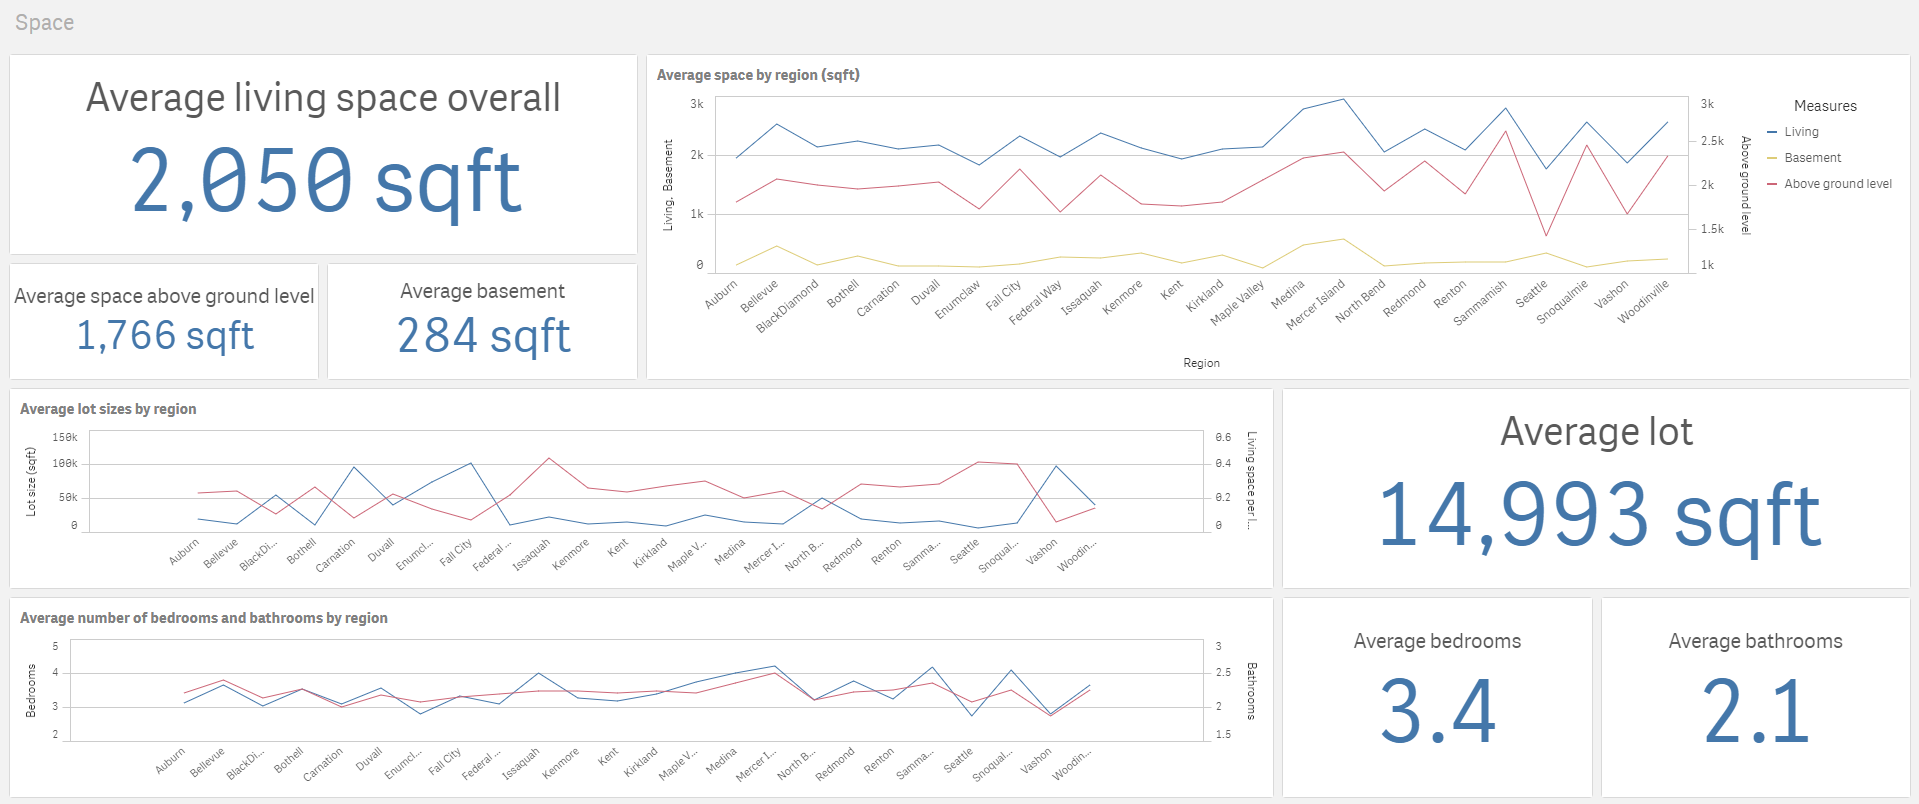 Space
Average living space overall
2,050 sqft
Average space above ground level
1,766 sqft
Average basement
284 sqft
Average space by region (sqft)
Living, Basement
3k
2k
1k
0
3k
2.5k
2k
1.5k
1k
Above ground level
Measures
Living
Basement
Above ground level
Auburn
Bellevue
BlackDiamond
Bothell
Carnation
Duvall
Enumclaw
Fall City
Federal Way
Issaquah
Kenmore
Kent
Kirkland
Maple Valley
Medina
Mercer Island
North Bend
Redmond
Renton
Sammamish
Seattle
Snoqualmie
Vashon
Woodinville
Region
Average lot sizes by region
Lot size (sqft)
150k
100k
50k
0
0.6
0.4
0.2
0
Living space per l...
Auburn
Bellevue
BlackDi...
Bothell
Carnation
Duvall
Enumcl...
Fall City
Federal ...
Issaquah
Kenmore
Kent
Kirkland
Maple V...
Medina
Mercer I...
North B...
Redmond
Renton
Samma...
Seattle
Snoqual...
Vashon
Woodin...
Average lot
14,993 sqft
Average number of bedrooms and bathrooms by region
Bedrooms
5
4
3
2
3
2.5
2
1.5
Bathrooms
Auburn
Bellevue
BlackDi...
Bothell
Carnation
Duvall
Enumcl...
Fall City
Federal ...
Issaquah
Kenmore
Kent
Kirkland
Maple V...
Medina
Mercer I...
North B...
Redmond
Renton
Samma...
Seattle
Snoqual...
Vashon
Woodin...
Average bedrooms
3.4
Average bathrooms
2.1